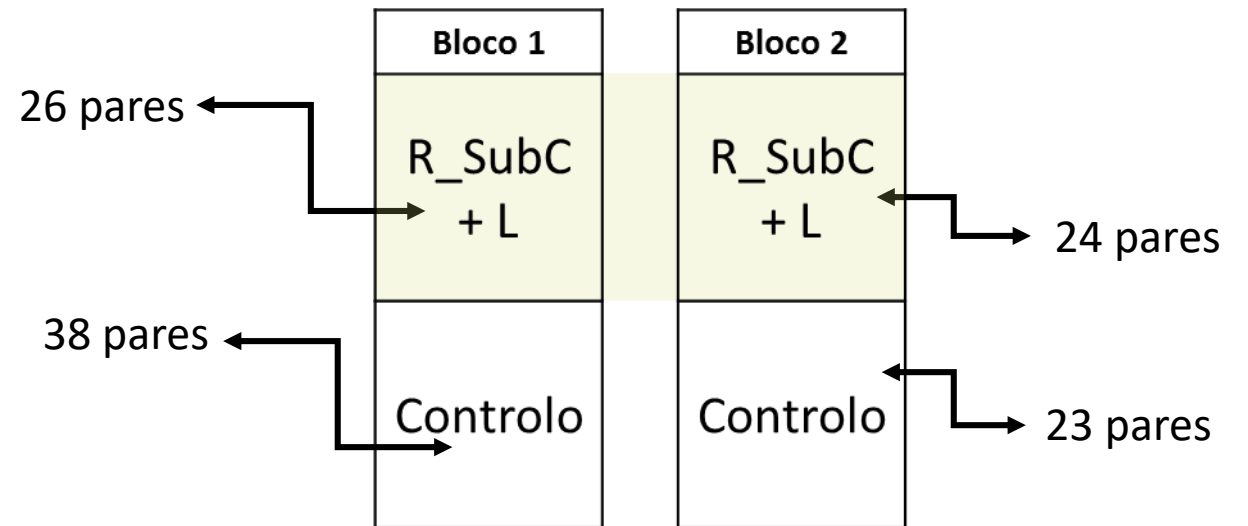 Bloco 1
Bloco 2
26 pares
R_SubC
+ L
R_SubC
+ L
24 pares
38 pares
Controlo
Controlo
23 pares